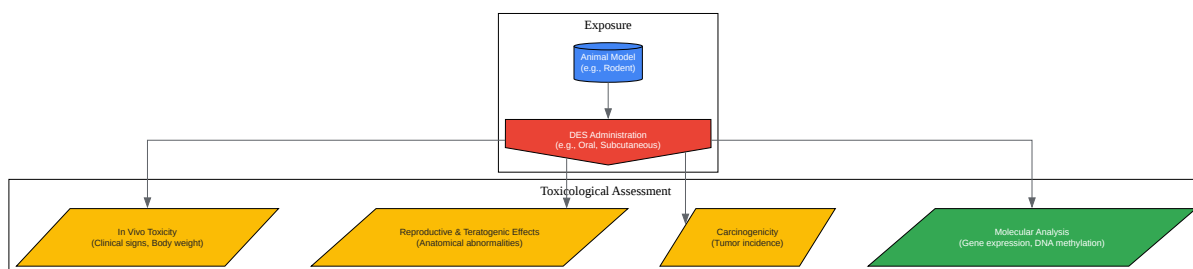 Exposure
Animal Model
(e.g., Rodent)
DES Administration
(e.g., Oral, Subcutaneous)
Toxicological Assessment
In Vivo Toxicity
(Clinical signs, Body weight)
Reproductive & Teratogenic Effects
(Anatomical abnormalities)
Carcinogenicity
(Tumor incidence)
Molecular Analysis
(Gene expression, DNA methylation)